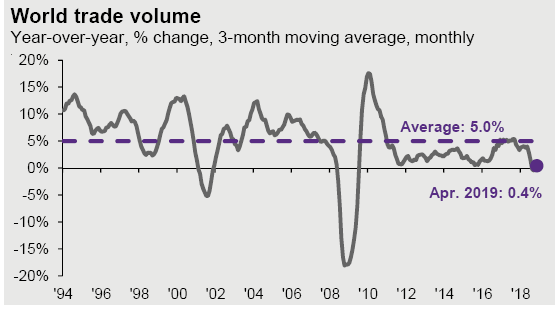 World trade volume
Year-over-year, % change, 3-month moving average, monthly
20%
15%
10%
5%
0%
-5%
-10%
-15%
-20%
Average: 5.0%
Apr. 2019: 0.4%
'94 '96 '98 '00 '02 '04 '06 '08 '10 '12 '14 '16 '18